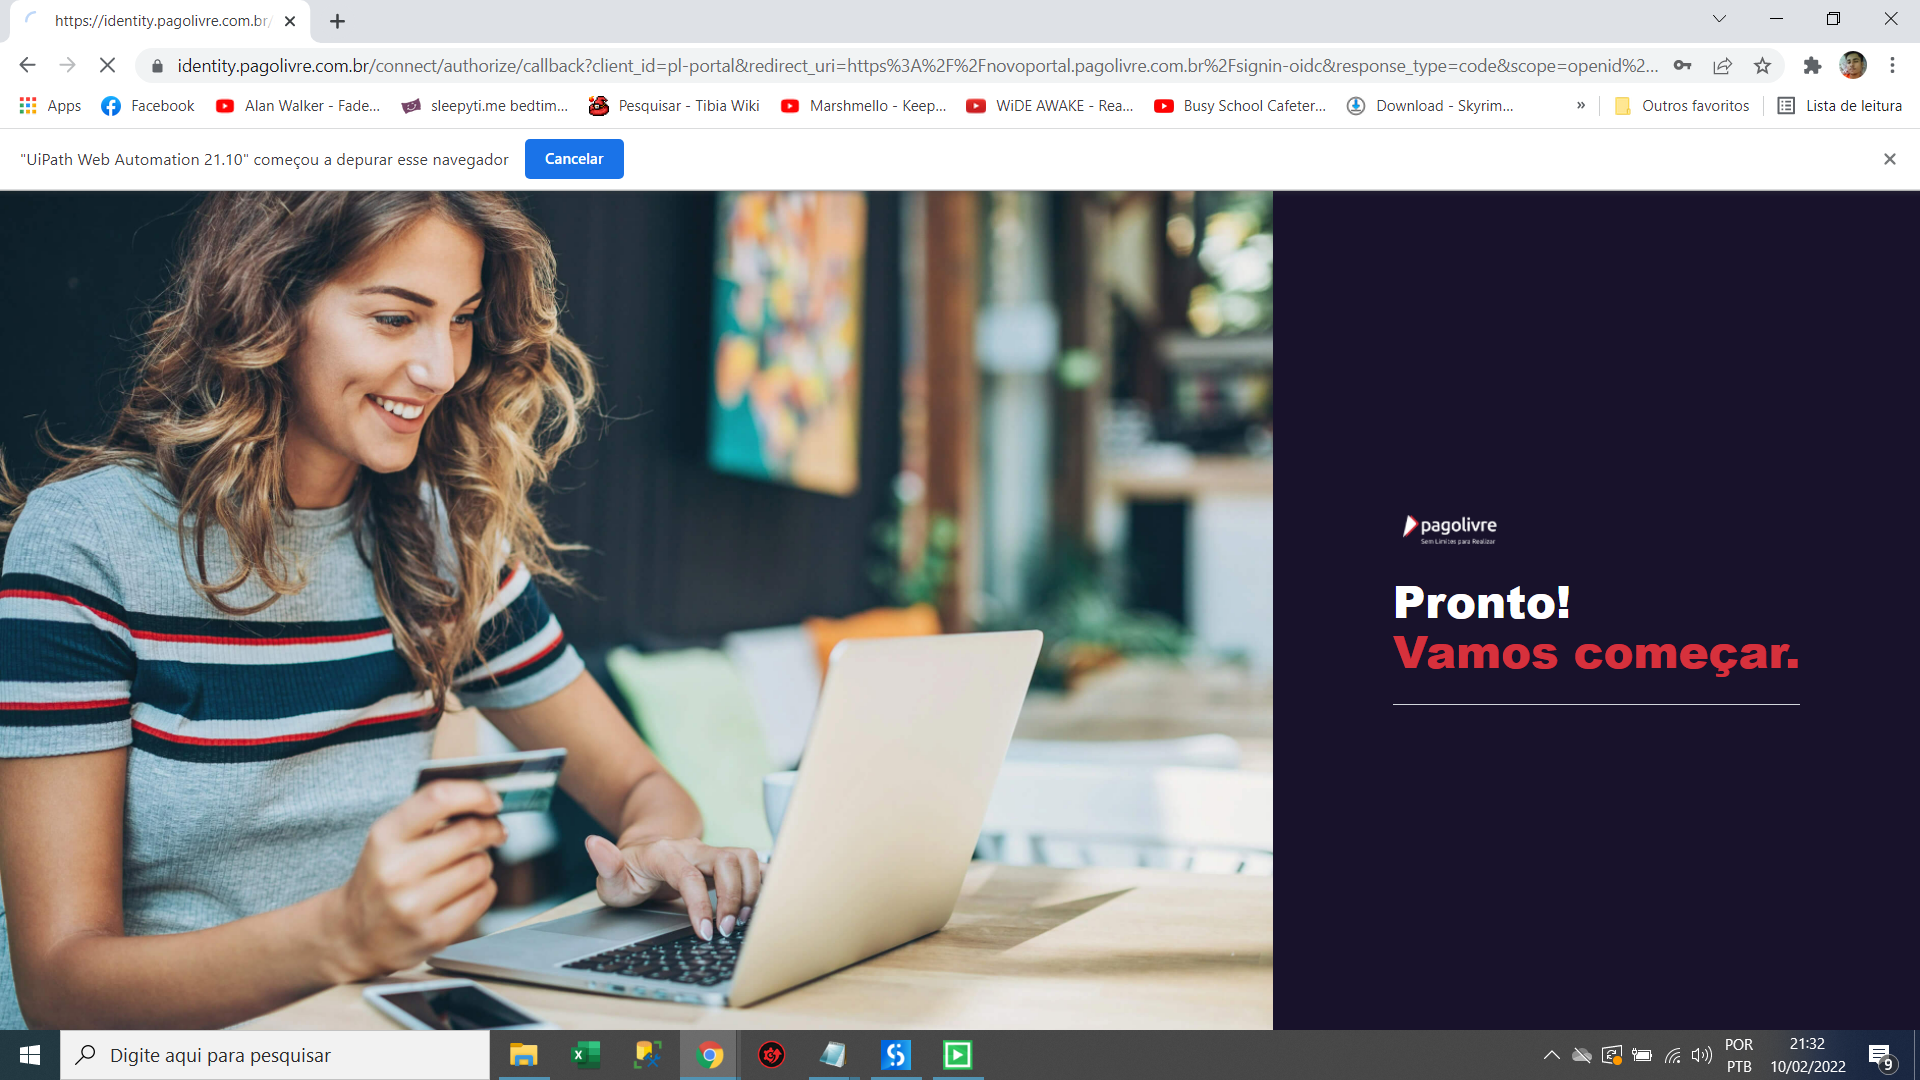 https://identity.pagolivre.com.br/
identity.pagolivre.com.br/connect/authorize/callback?client_id=pl-portal&redirect_uri=https%3A%2F%2Fnovoportal.pagolivre.com.br%2Fsignin-oidc&response_type=code&scope=openid%2...
Apps
Facebook
Alan Walker - Fade...
sleepyti.me bedtim...
Pesquisar - Tibia Wiki
Marshmello - Keep...
WiDE AWAKE - Rea...
Busy School Cafeter...
Download - Skyrim...
»
Outros favoritos
Lista de leitura
"UiPath Web Automation 21.10" começou a depurar esse navegador
Cancelar
pagolivre
Sem Limites para Realizar
Pronto!
Vamos começar.
Digite aqui para pesquisar
POR
PTB
21:32
10/02/2022
9